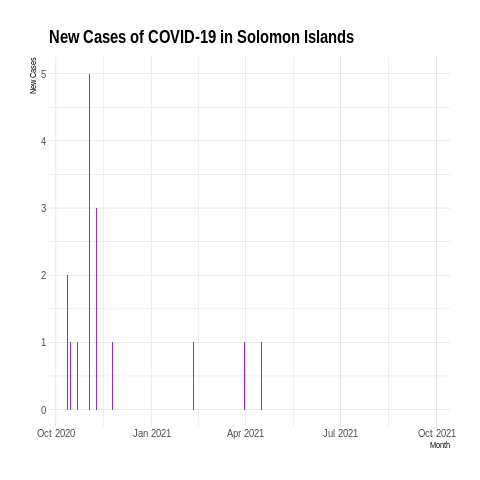 New Cases of COVID-19 in Solomon Islands
New Cases
5
4
3
2
1
0
Oct 2020 Jan 2021 Apr 2021 Jul 2021 Oct 2021
Month